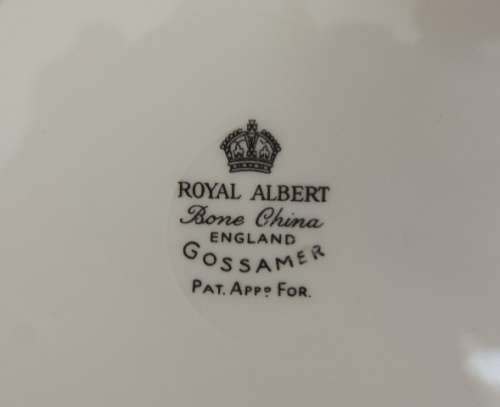 ROYAL ALBERT
Bone China
ENGLAND
GOSSAMER
PAT. APPD FOR.